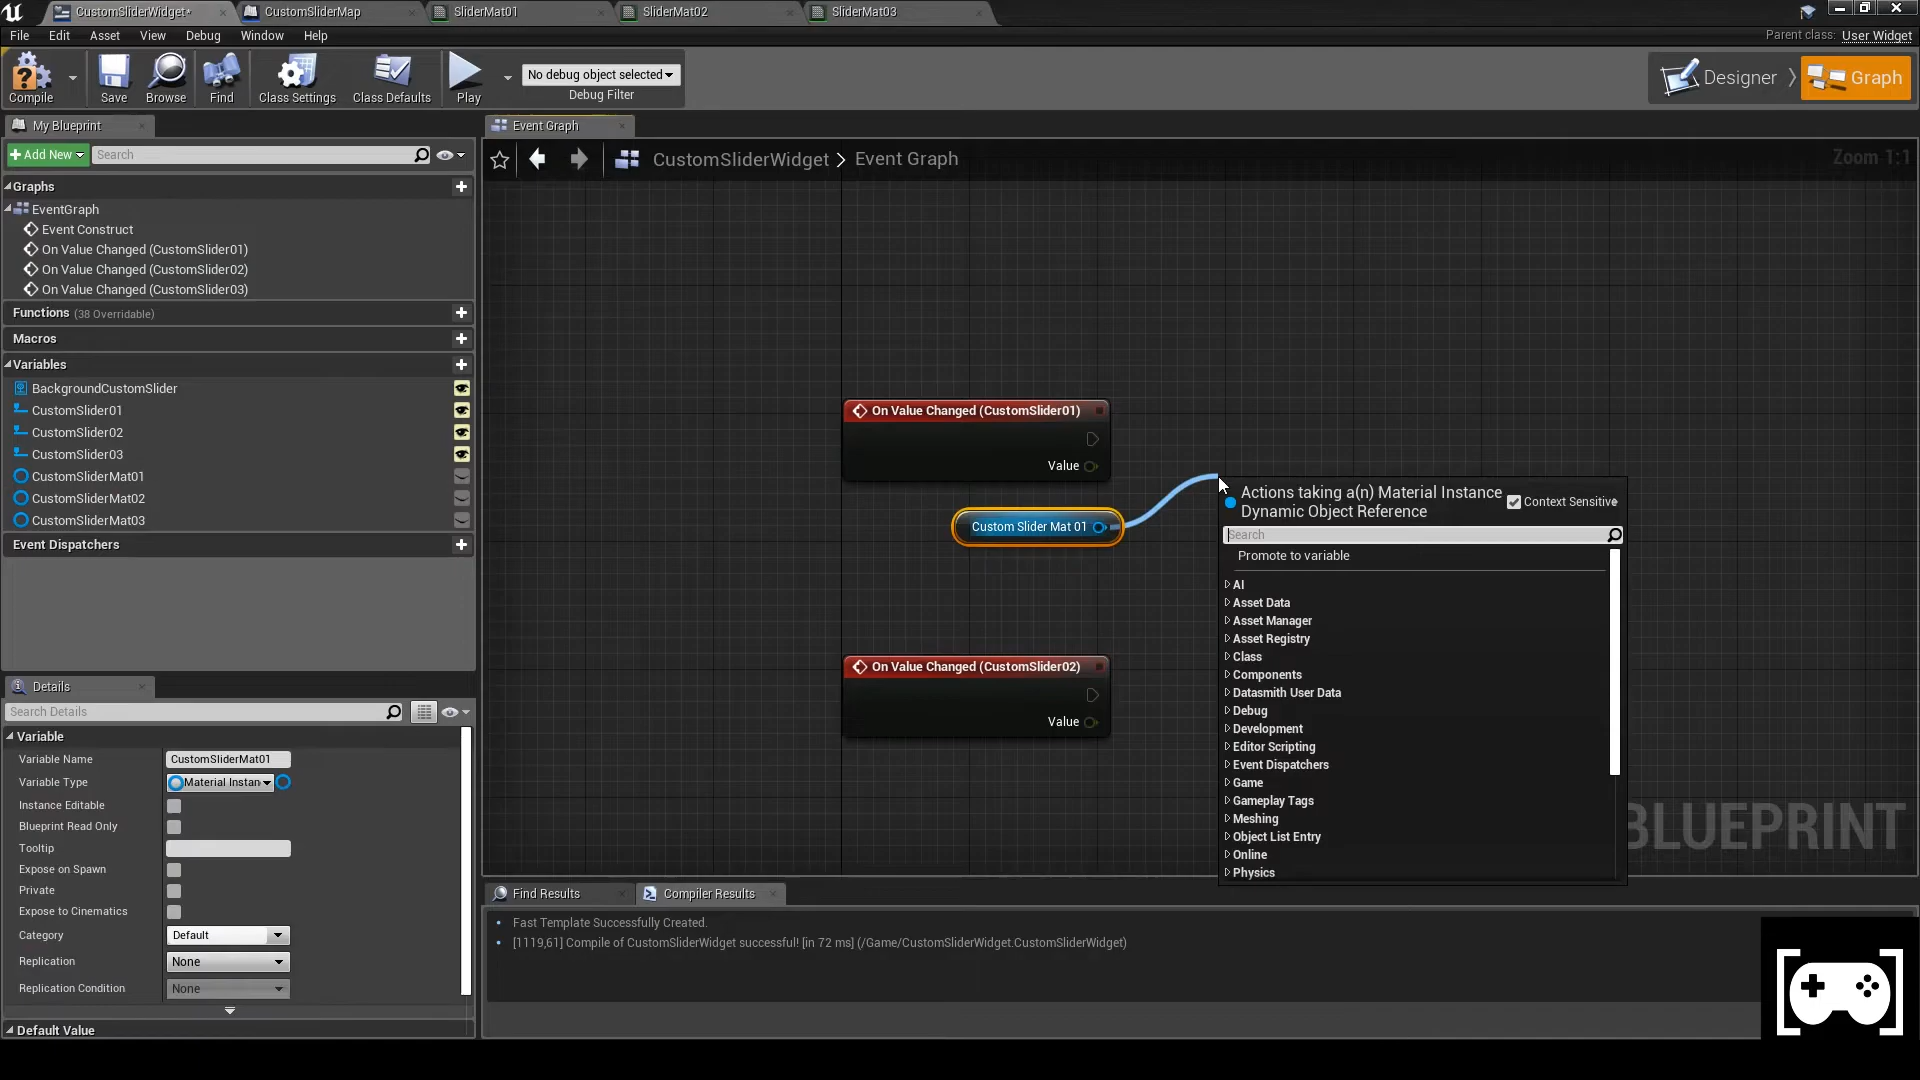 CustomSliderWidget*
CustomSliderMap
SliderMat01
SliderMat02
SliderMat03
File
Edit
Asset
View
Debug
Window
Help
Parent class: User Widget
Compile
Save
Browse
Find
Class Settings
Class Defaults
Play
No debug object selected
Debug Filter
Designer
Graph
My Blueprint
Add New
Search
Graphs
EventGraph
Event Construct
On Value Changed (CustomSlider01)
On Value Changed (CustomSlider02)
On Value Changed (CustomSlider03)
Functions (38 Overridable)
Macros
Variables
BackgroundCustomSlider
CustomSlider01
CustomSlider02
CustomSlider03
CustomSliderMat01
CustomSliderMat02
CustomSliderMat03
Event Dispatchers
Details
Search Details
Variable
Variable Name
CustomSliderMat01
Variable Type
Material Instan
Instance Editable
Blueprint Read Only
Tooltip
Expose on Spawn
Private
Expose to Cinematics
Category
Default
Replication
None
Replication Condition
None
Default Value
Event Graph
CustomSliderWidget > Event Graph
Zoom 1:1
On Value Changed (CustomSlider01)
Value
Custom Slider Mat 01
On Value Changed (CustomSlider02)
Value
Actions taking a(n) Material Instance
Dynamic Object Reference
Context Sensitive
Search
Promote to variable
AI
Asset Data
Asset Manager
Asset Registry
Class
Components
Datasmith User Data
Debug
Development
Editor Scripting
Event Dispatchers
Game
Gameplay Tags
Meshing
Object List Entry
Online
Physics
BLUEPRINT
Find Results
Compiler Results
Fast Template Successfully Created.
[1119,61] Compile of CustomSliderWidget successful! [in 72 ms] (/Game/CustomSliderWidget.CustomSliderWidget)